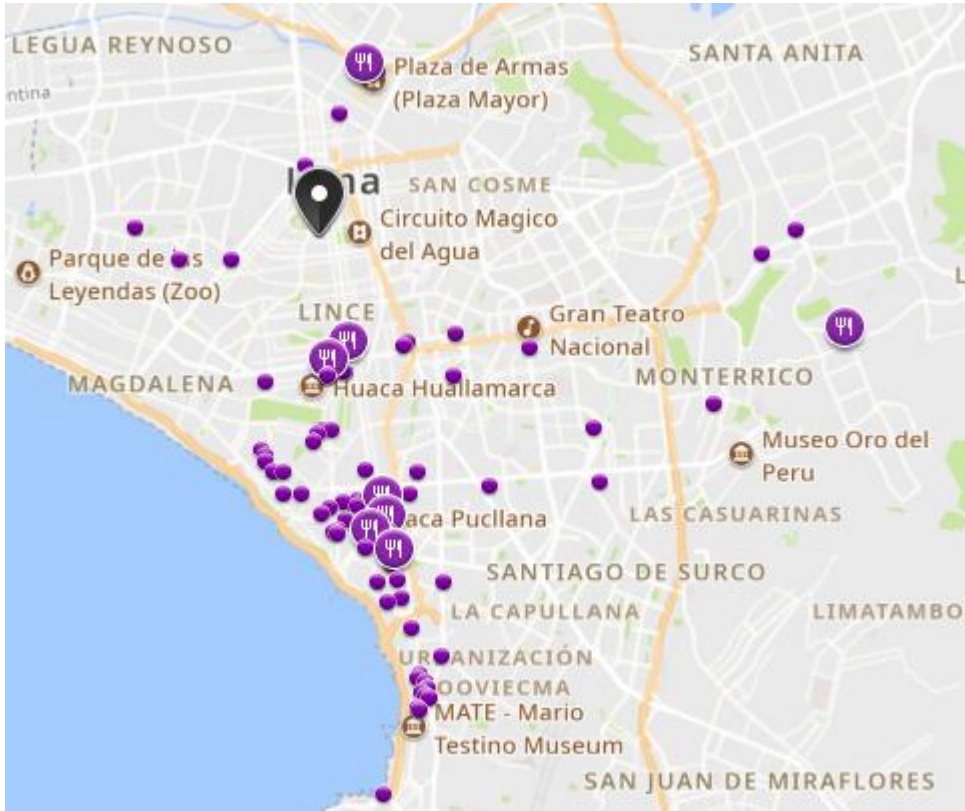 LEGUA REYNOSO
SANTA ANITA
Plaza de Armas
(Plaza Mayor)
ntina
SAN COSME
Circuito Magico
del Agua
Parque de
Leyendas (Zoo)
L
LINCE
Gran Teatro
Nacional
MAGDALENA
Huaca Huallamarca
MONTERRICO
Museo Oro del
Peru
aca Pucllana
LAS CASUARINAS
SANTIAGO DE SURCO
LA CAPULLANA
LIMATAMBO
URBANIZACIÓN
OOVIECMA
MATE - Mario
Testino Museum
SAN JUAN DE MIRAFLORES